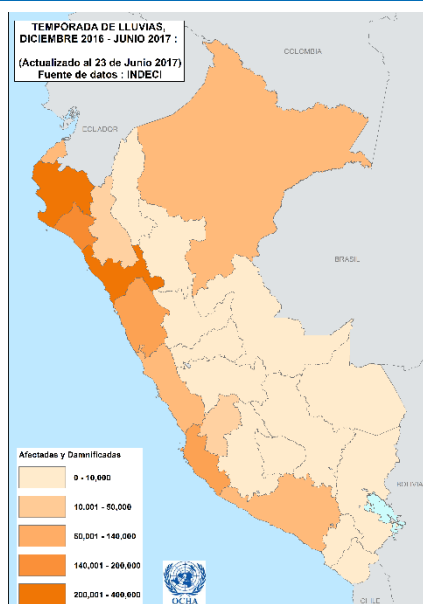 TEMPORADA DE LLUVIAS,
DICIEMBRE 2016 - JUNIO 2017 :
(Actualizado al 23 de Junio 2017)
Fuente de datos : INDECI
COLOMBIA
ECUADOR
BRASIL
BOLIVIA
Afectadas y Damnificadas
0 - 10,000
10.001 - 50,000
50,001 - 140,000
140,001 - 200,000
200,001 - 400,000
OCHA
CHILE